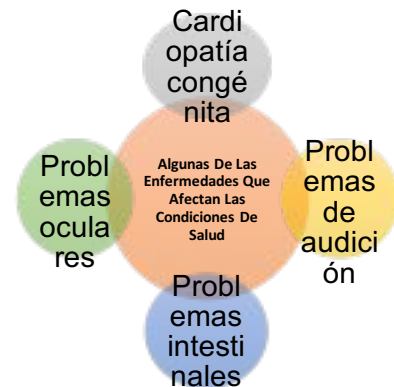 Cardi
opatía
congé
nita
Probl
emas
ocula
res
Algunas De Las
Enfermedades Que
Afectan Las
Condiciones De
Salud
Probl
emas
de
audici
ón
Probl
emas
intesti
nales